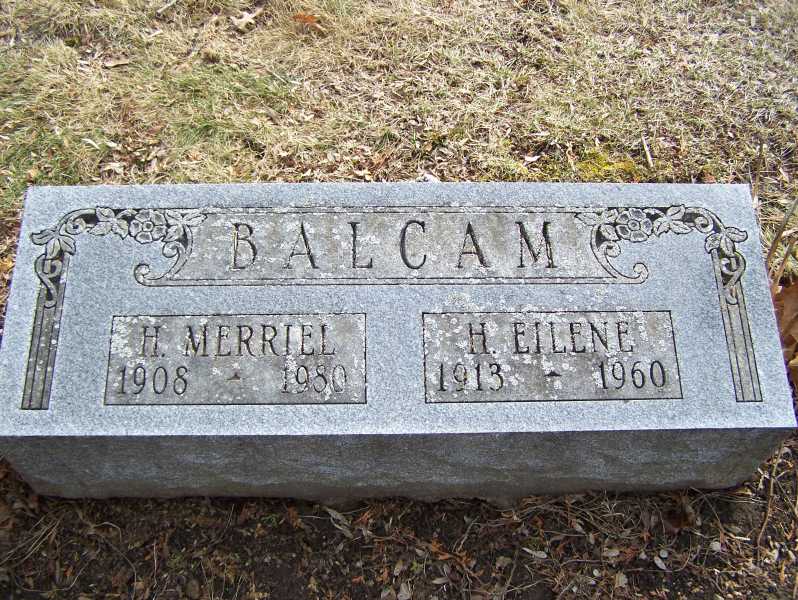 BALCAM
H. MERRIEL
1908 - 1980
H. EILENE
1913 - 1960